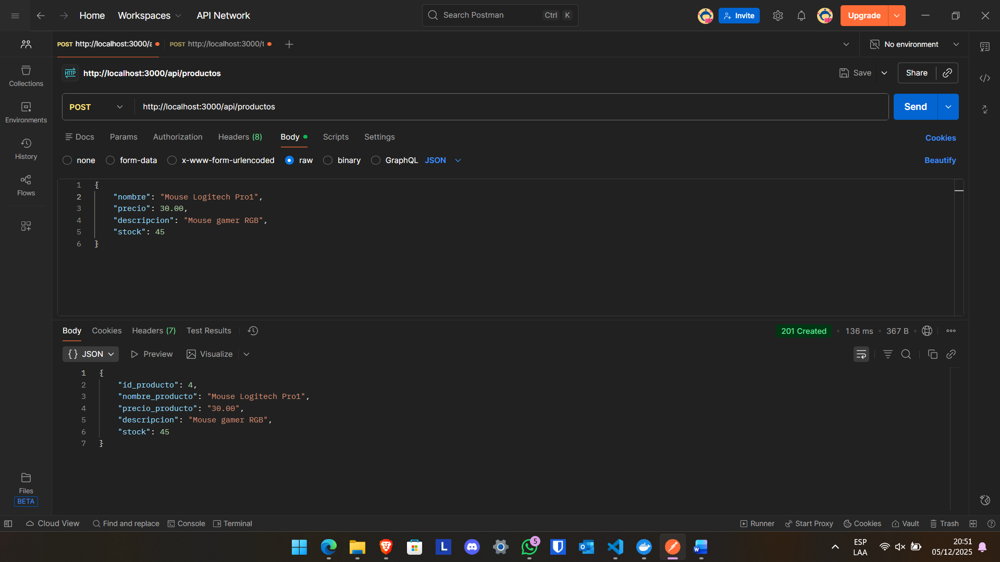 Home Workspaces API Network Search Postman Ctrl K Invite Upgrade
POST http://localhost:3000/a POST http://localhost:3000/t No environment
HTTP http://localhost:3000/api/productos Save Share
POST http://localhost:3000/api/productos Send
Docs Params Authorization Headers (8) Body Scripts Settings Cookies
none form-data x-www-form-urlencoded raw binary GraphQL JSON Beautify
Collections
Environments
History
Flows
1 {
2 "nombre": "Mouse Logitech Pro1",
3 "precio": 30.00,
4 "descripcion": "Mouse gamer RGB",
5 "stock": 45
6 }
Body Cookies Headers (7) Test Results 201 Created 136 ms 367 B
{} JSON Preview Visualize
1 {
2 "id_producto": 4,
3 "nombre_producto": "Mouse Logitech Pro1",
4 "precio_producto": "30.00",
5 "descripcion": "Mouse gamer RGB",
6 "stock": 45
7 }
Files
BETA
Cloud View Find and replace Console Terminal Runner Start Proxy Cookies Vault Trash
L 5 W ESP 20:51
LAA 05/12/2025